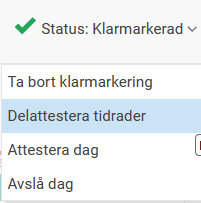 Status: Klarmarkerad
Ta bort klarmarkering
Delattestera tidrader
Attestera dag
Avslå dag